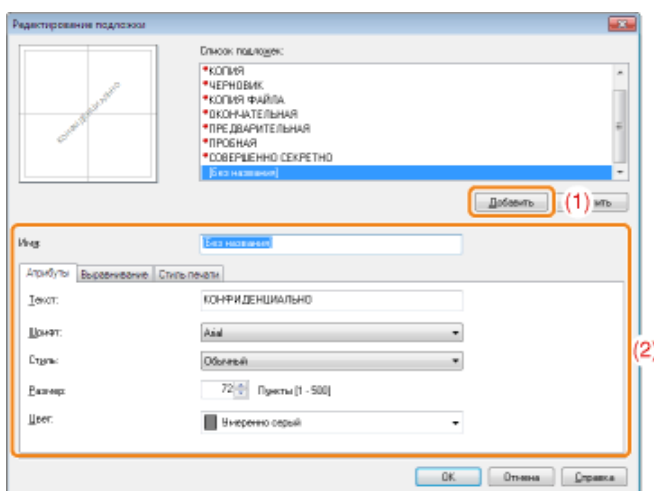 Редактирование подложки
КОНФИДЕНЦИАЛЬНО
Список подложек:
КОПИЯ
ЧЕРНОВИК
КОПИЯ ФАЙЛА
ОКОНЧАТЕЛЬНАЯ
ПРЕДВАРИТЕЛЬНАЯ
ПРОБНАЯ
СОВЕРШЕННО СЕКРЕТНО
[Без названия]
Добавить (1) ить
Имя: [Без названия]
Атрибуты Выравнивание Стиль печати
Текст: КОНФИДЕНЦИАЛЬНО
Шрифт: Arial
(2)
Стиль: Обычный
Размер: 72 Пункты [1 - 500]
Цвет: Умеренно серый
OK Отмена Справка